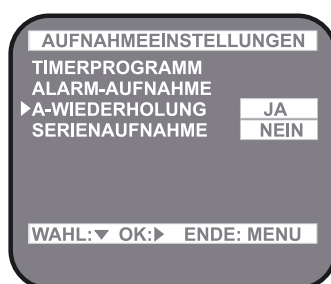 AUFNAHMEEINSTELLUNGEN
TIMERPROGRAMM
ALARM-AUFNAHME
▶A-WIEDERHOLUNG JA
SERIENAUFNAHME NEIN
WAHL:▼ OK:▶ ENDE: MENU